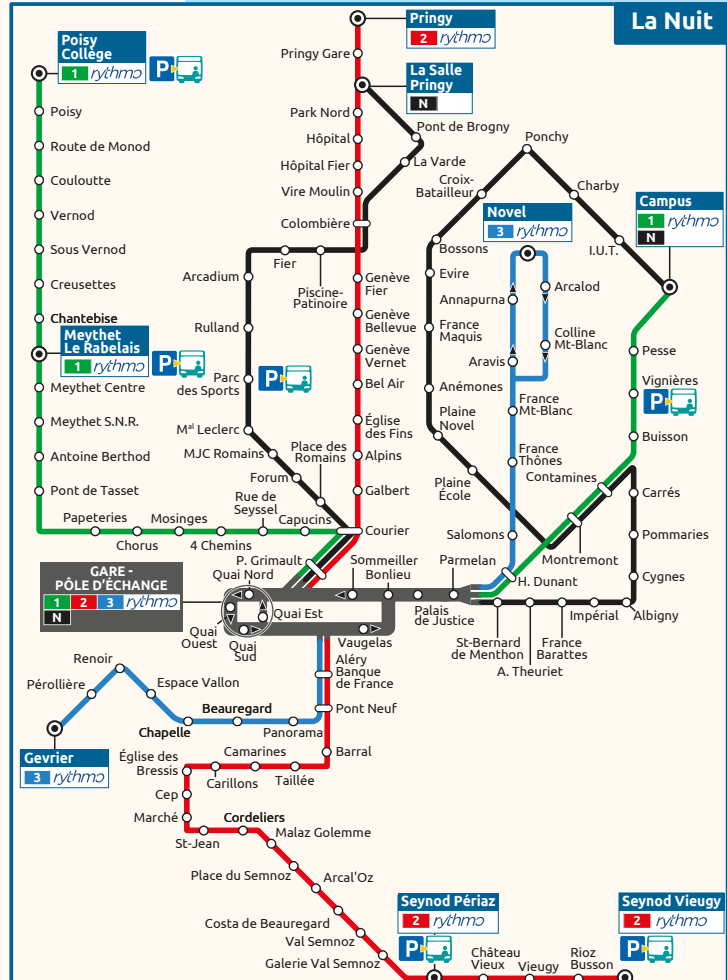 La Nuit
Pringy
2 rythmo
Poisy
Collège
1 rythmo
P
Pringy Gare
La Salle
Pringy
N
Poisy
Route de Monod
Couloutte
Vernod
Sous Vernod
Creusettes
Chantebise
Meythet
Le Rabelais
1 rythmo
P
Meythet Centre
Meythet S.N.R.
Antoine Berthod
Pont de Tasset
Papeteries
Chorus
Mosinges
4 Chemins
Rue de
Seyssel
Capucins
Courier
Park Nord
Hôpital
Hôpital Fier
Vire Moulin
Colombière
Pont de Brogny
La Varde
Fier
Piscine-
Patinoire
Arcadium
Rulland
Parc
des Sports
P
Mal Leclerc
MJC Romains
Forum
Place des
Romains
Genève
Fier
Genève
Bellevue
Genève
Vernet
Bel Air
Église
des Fins
Alpins
Galbert
Ponchy
Croix-
Batailleur
Charby
I.U.T.
Campus
1 rythmo
N
Novel
3 rythmo
Bossons
Evire
France
Maquis
Anémones
Plaine
Novel
Plaine
École
Annapurna
Arcalod
Aravis
Colline
Mt-Blanc
France
Mt-Blanc
France
Thônes
Salomons
Pesse
Vignières
P
Buisson
Contamines
Montremont
H. Dunant
Carrés
Pommaries
Cygnes
Albigny
Impérial
France
Barattes
A. Theuriet
St-Bernard
de Menthon
P. Grimault
GARE -
PÔLE D'ÉCHANGE
1 2 3 rythmo
N
Quai Nord
Quai Est
Quai
Ouest
Quai
Sud
Sommeiller
Bonlieu
Parmelan
Palais
de Justice
Vaugelas
Aléry
Banque
de France
Pont Neuf
Renoir
Pérollière
Espace Vallon
Beauregard
Chapelle
Panorama
Gevrier
3 rythmo
Barral
Camarines
Église des
Bressis
Carillons
Taillée
Cep
Marché
St-Jean
Cordeliers
Malaz Golemme
Place du Semnoz
Arcal'Oz
Costa de Beauregard
Val Semnoz
Galerie Val Semnoz
Seynod Périaz
2 rythmo
P
Château
Vieux
Vieugy
Rioz
Busson
Seynod Vieugy
2 rythmo
P